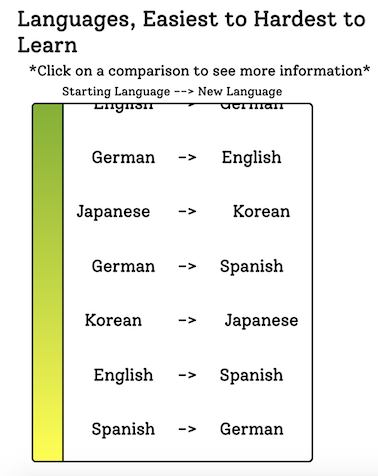 Languages, Easiest to Hardest to
Learn
*Click on a comparison to see more information*
Starting Language --> New Language
English -> German
German -> English
Japanese -> Korean
German -> Spanish
Korean -> Japanese
English -> Spanish
Spanish -> German